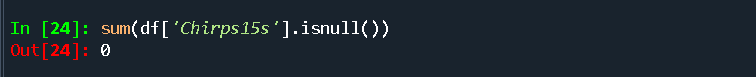 In [24]: sum(df['Chirps15s'].isnull())
Out[24]: 0